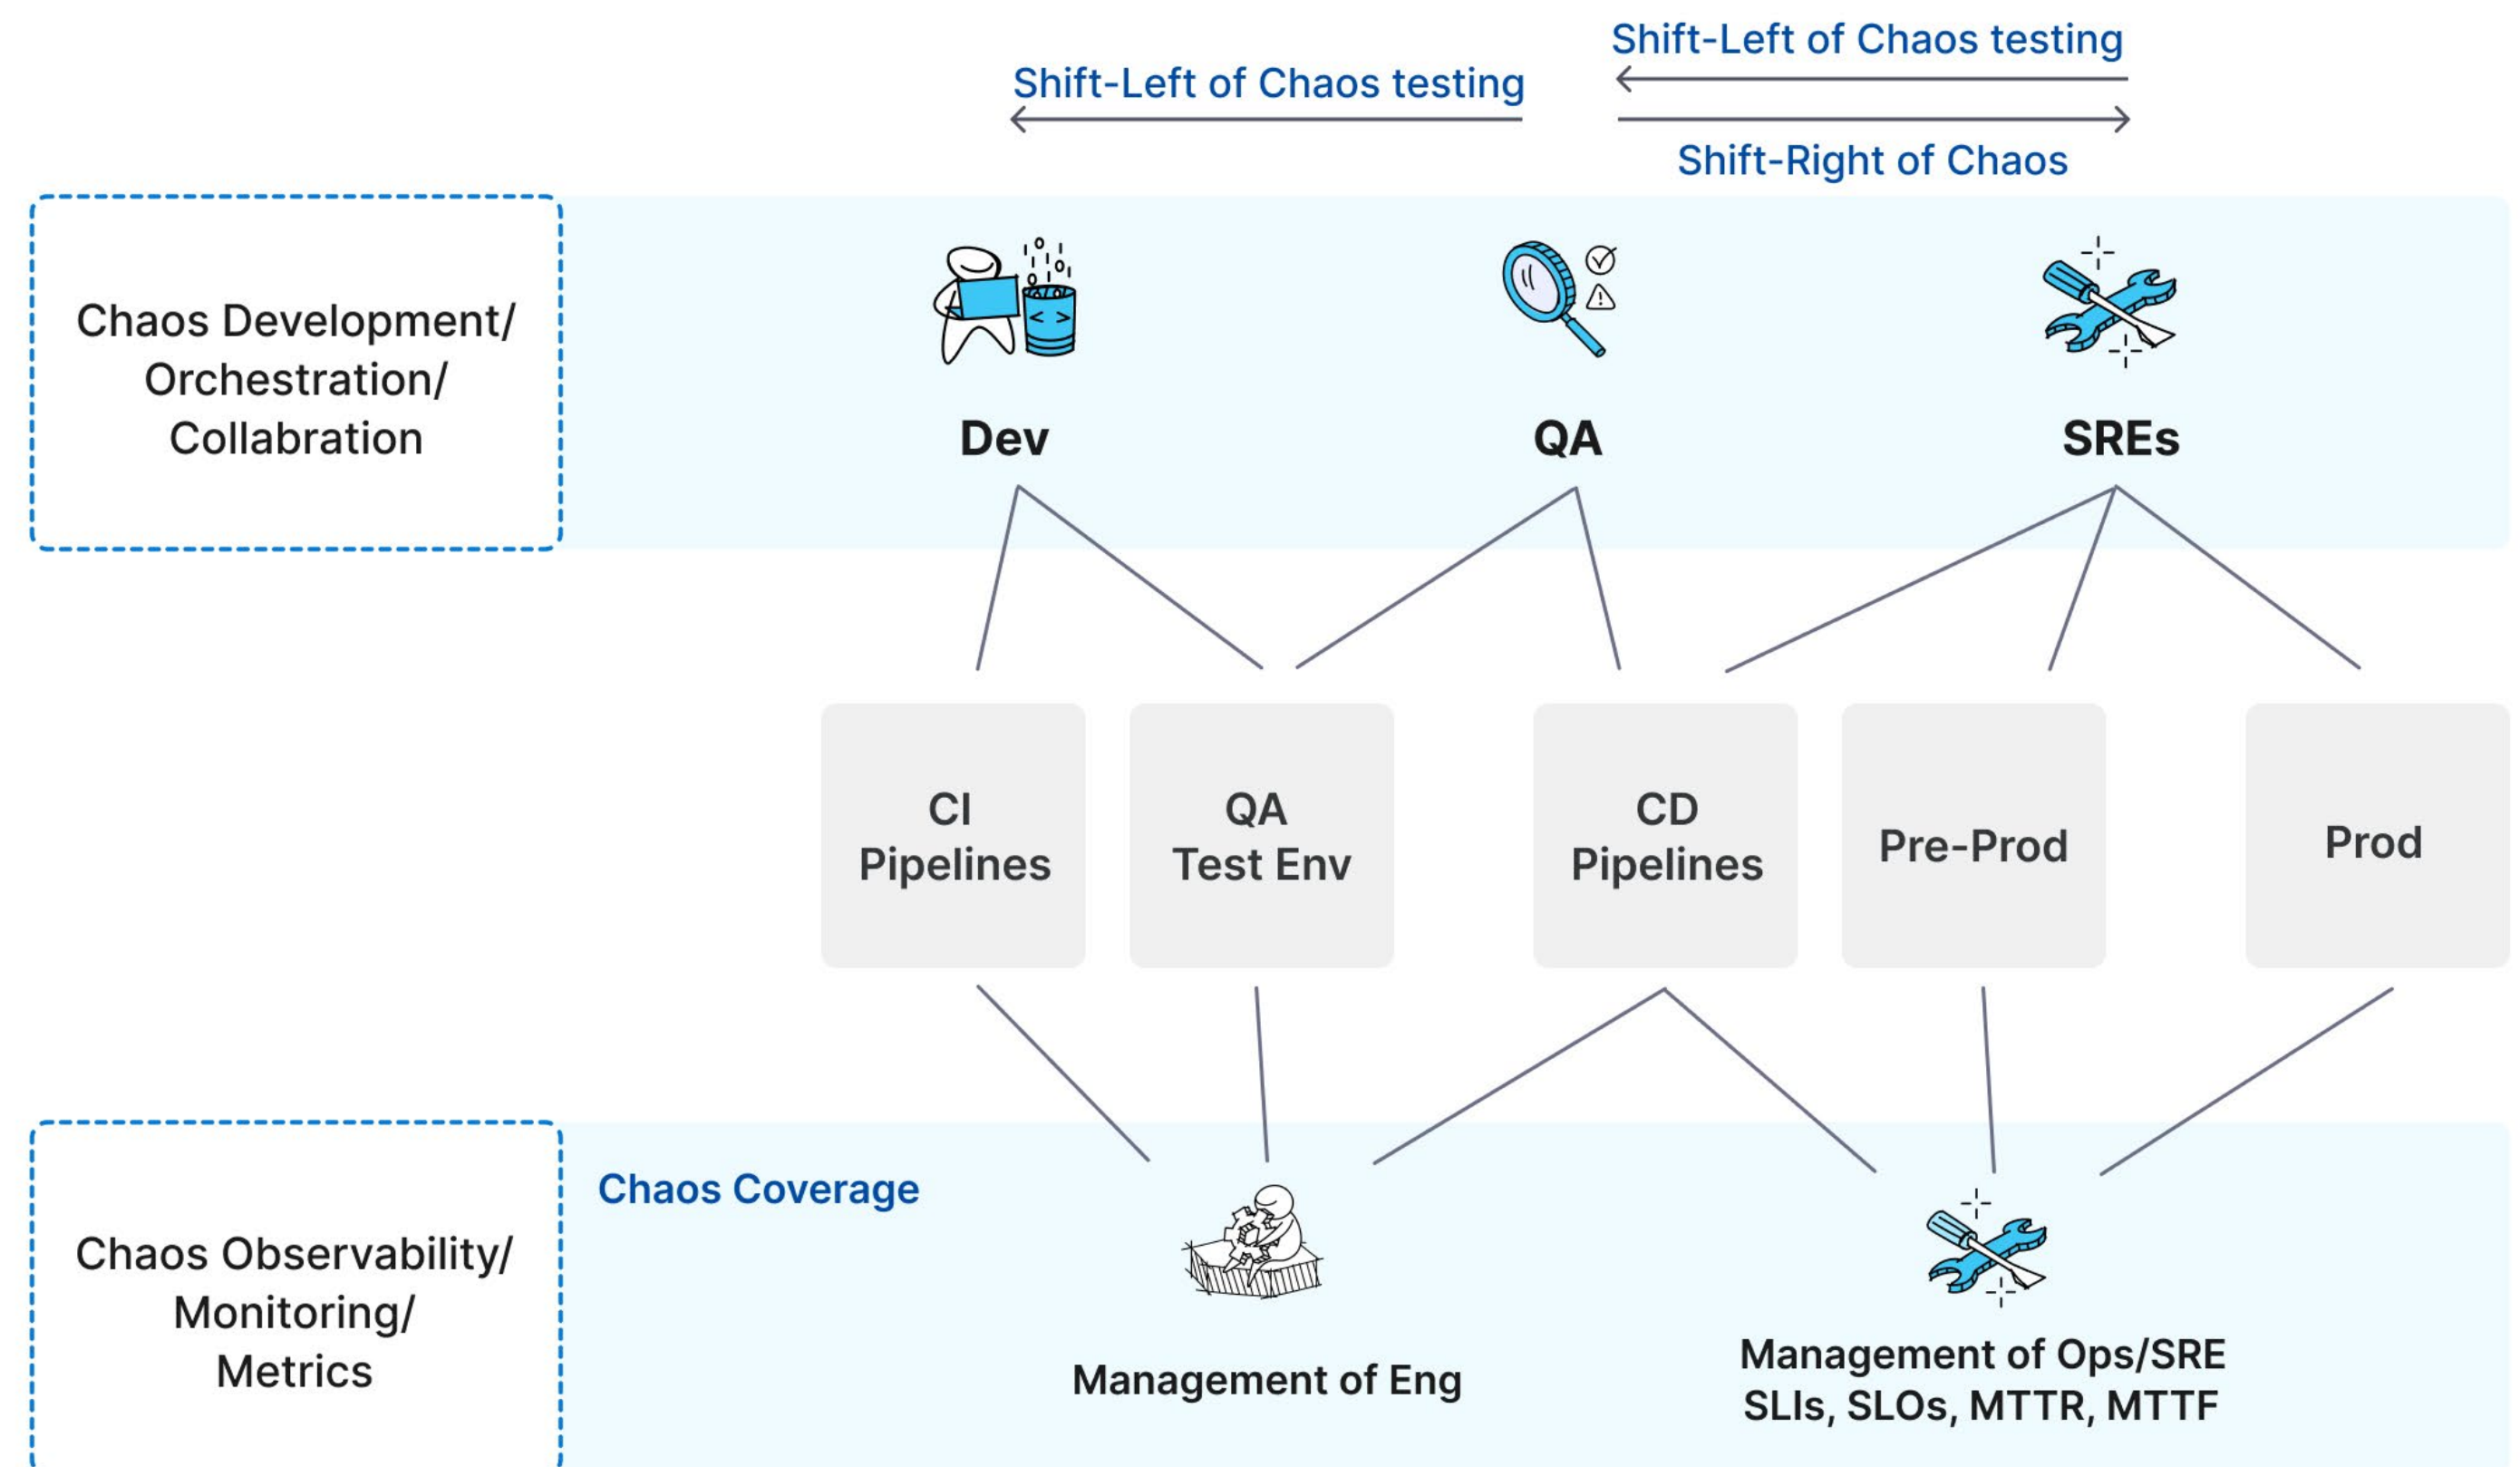 Shift-Left of Chaos testing
Shift-Left of Chaos testing
Shift-Right of Chaos
Chaos Development/
Orchestration/
Collabration
Dev
QA
SREs
CI
Pipelines
QA
Test Env
CD
Pipelines
Pre-Prod
Prod
Chaos Observability/
Monitoring/
Metrics
Chaos Coverage
Management of Eng
Management of Ops/SRE
SLIs, SLOs, MTTR, MTTF